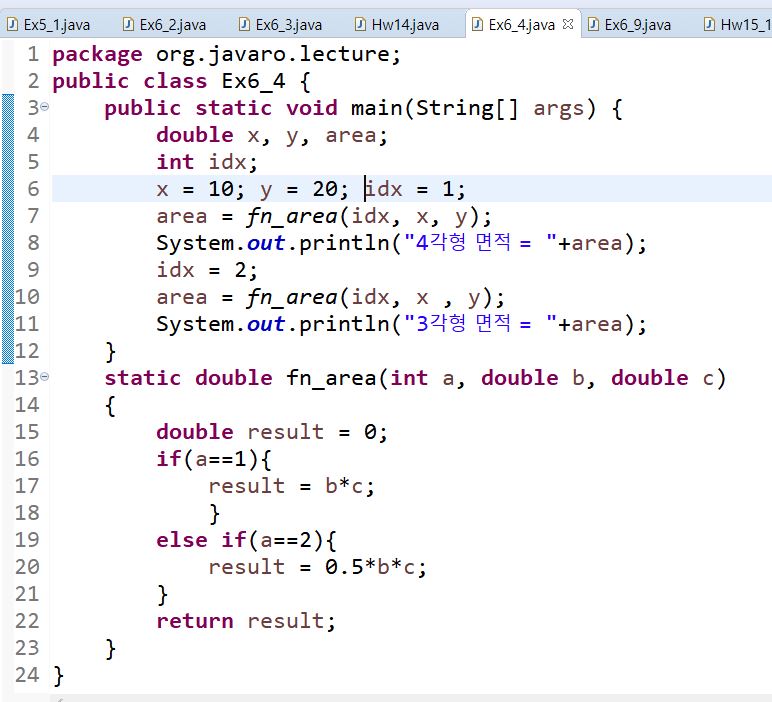 Ex5_1.java Ex6_2.java Ex6_3.java Hw14.java Ex6_4.java Ex6_9.java Hw15_1
1 package org.javaro.lecture;
2 public class Ex6_4 {
3 public static void main(String[] args) {
4 double x, y, area;
5 int idx;
6 x = 10; y = 20; idx = 1;
7 area = fn_area(idx, x, y);
8 System.out.println("4각형 면적 = "+area);
9 idx = 2;
10 area = fn_area(idx, x , y);
11 System.out.println("3각형 면적 = "+area);
12 }
13 static double fn_area(int a, double b, double c)
14 {
15 double result = 0;
16 if(a==1){
17 result = b*c;
18 }
19 else if(a==2){
20 result = 0.5*b*c;
21 }
22 return result;
23 }
24 }